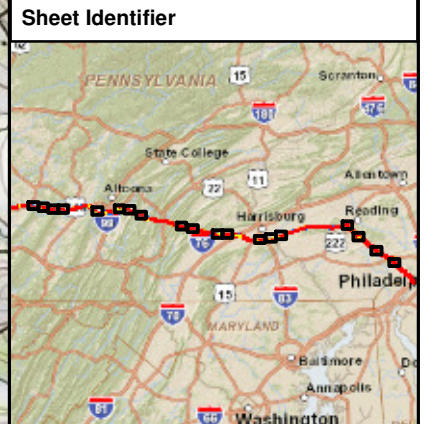 Sheet Identifier
PENNSYLVANIA
15
Scranton
180
476
State College
Altoona
22
11
Allentown
99
Harrisburg
Reading
76
222
Philadelp
15
83
70
MARYLAND
Baltimore
Annapolis
81
66
Washington